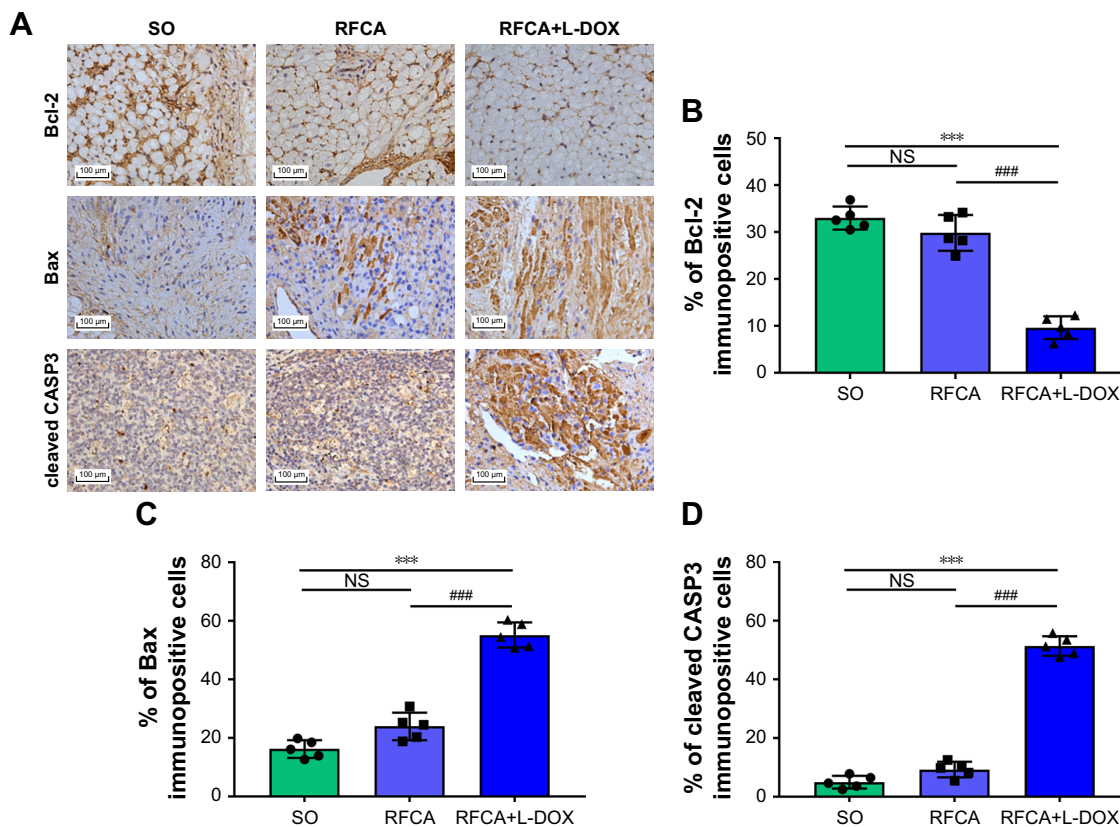 A
SO RFCA RFCA+L-DOX
Bcl-2
100 µm 100 µm 100 µm
Bax
100 µm 100 µm 100 µm
cleaved CASP3
100 µm 100 µm 100 µm
B
% of Bcl-2
immunopositive cells
50
40
30
20
10
0
***
NS
###
SO RFCA RFCA+L-DOX
C
% of Bax
immunopositive cells
80
60
40
20
0
***
NS
###
SO RFCA RFCA+L-DOX
D
% of cleaved CASP3
immunopositive cells
80
60
40
20
0
***
NS
###
SO RFCA RFCA+L-DOX